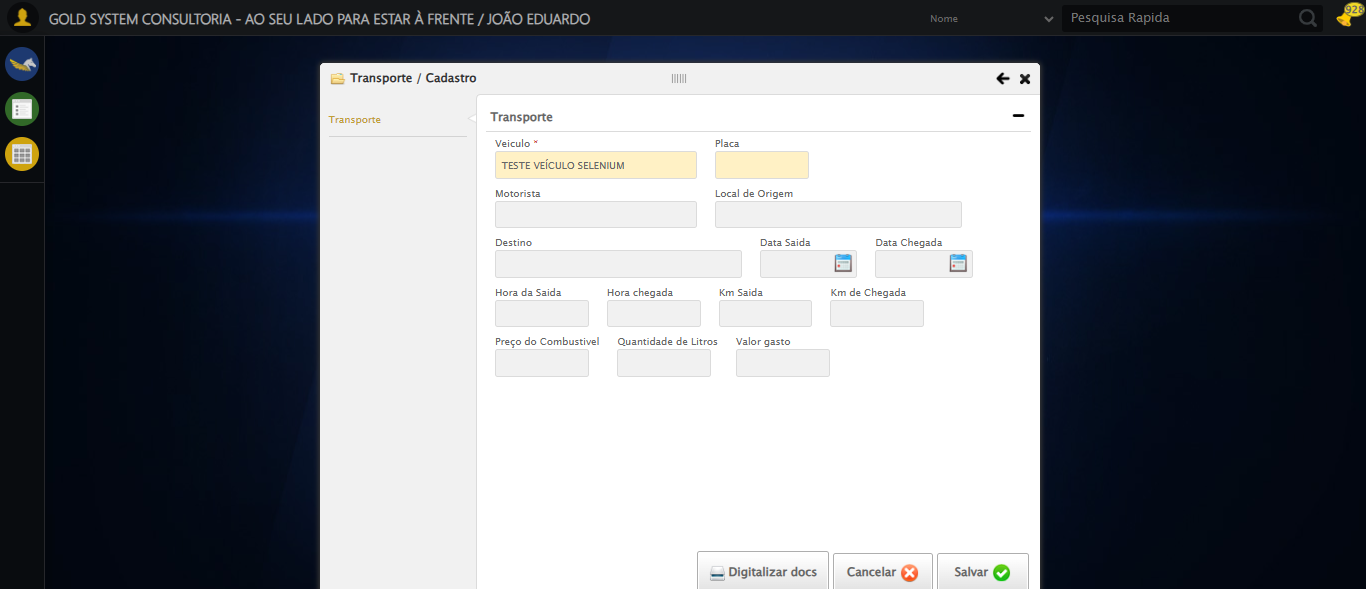 GOLD SYSTEM CONSULTORIA - AO SEU LADO PARA ESTAR À FRENTE / JOÃO EDUARDO
Nome
Pesquisa Rapida
928
Transporte / Cadastro
Transporte
Transporte
Veiculo *
Placa
TESTE VEÍCULO SELENIUM
Motorista
Local de Origem
Destino
Data Saida
Data Chegada
Hora da Saida
Hora chegada
Km Saida
Km de Chegada
Preço do Combustivel
Quantidade de Litros
Valor gasto
Digitalizar docs
Cancelar
Salvar